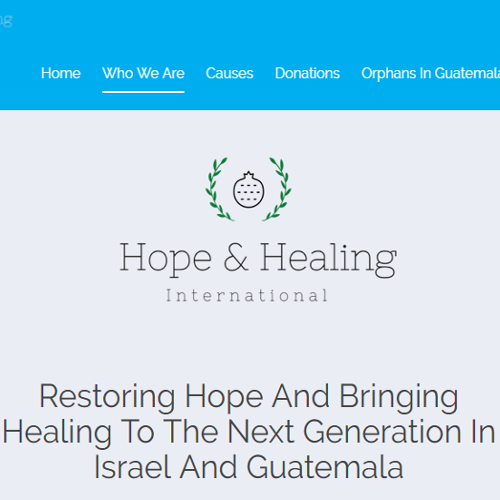 Home Who We Are Causes Donations Orphans In Guatemala
Hope & Healing
International
Restoring Hope And Bringing
Healing To The Next Generation In
Israel And Guatemala